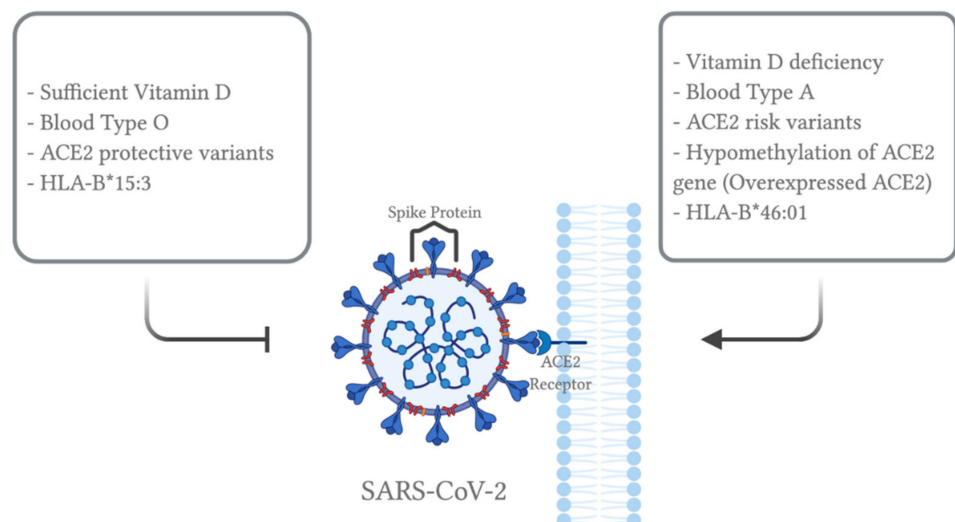 - Sufficient Vitamin D
- Blood Type O
- ACE2 protective variants
- HLA-B*15:3
- Vitamin D deficiency
- Blood Type A
- ACE2 risk variants
- Hypomethylation of ACE2
gene (Overexpressed ACE2)
- HLA-B*46:01
Spike Protein
ACE2
Receptor
SARS-CoV-2